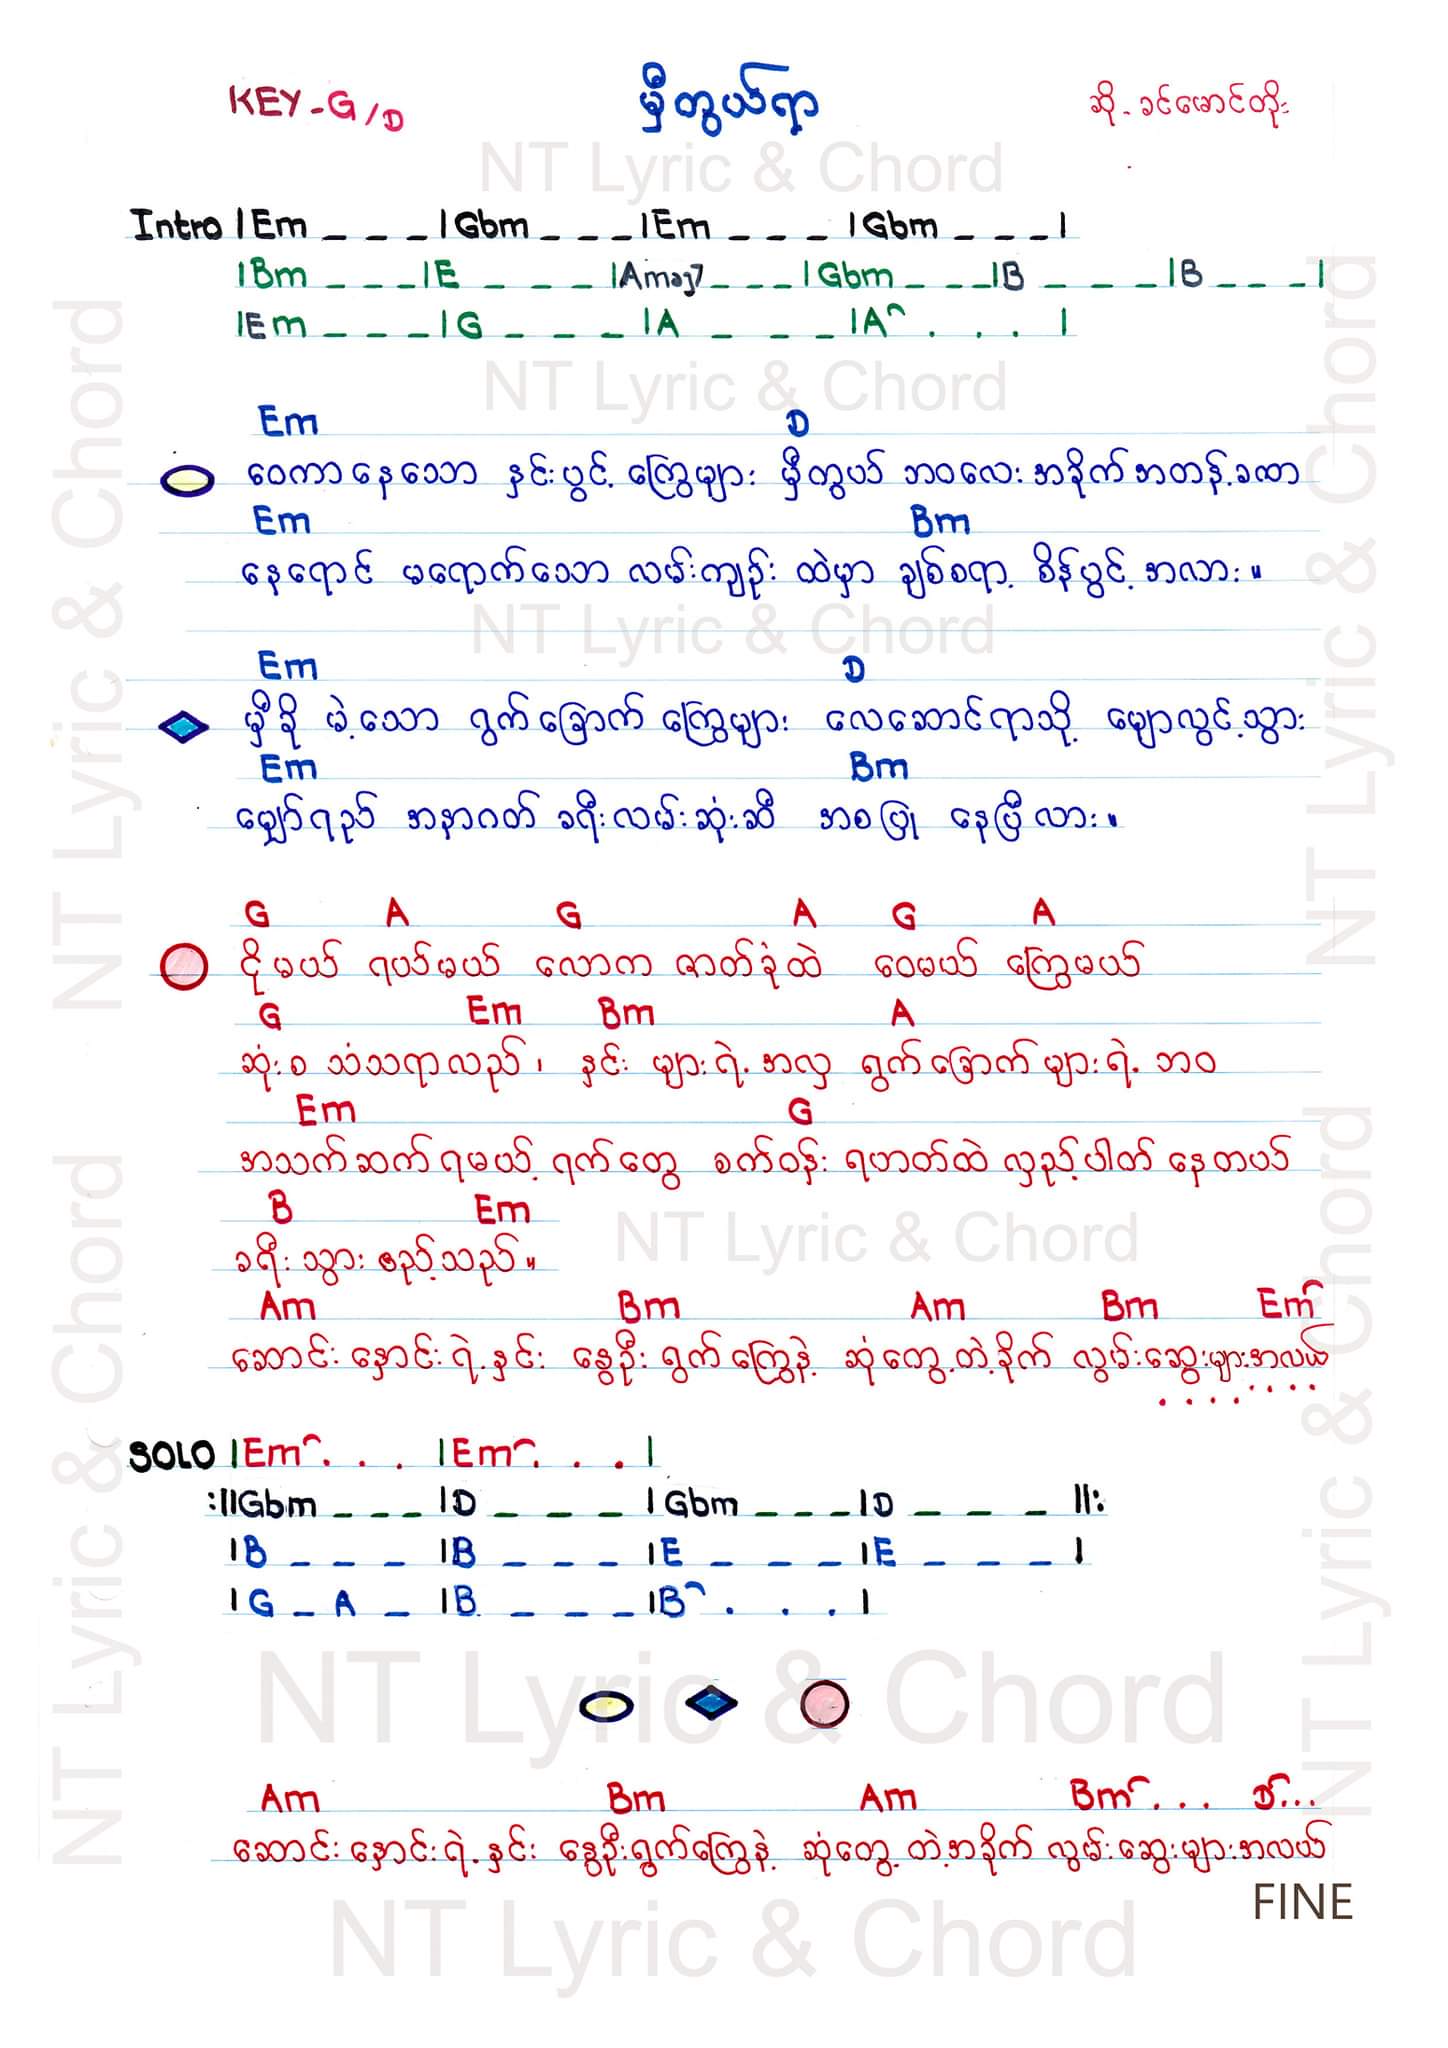 KEY-G/D မှီတွယ်ရာ ဆို-ခင်မောင်တိုး
NT Lyric & Chord
Intro |Em _ _ _|Gbm _ _ _|Em _ _ _ |Gbm _ _ _|
|Bm _ _ _|E _ _ _|Amaj7 _ _ _|Gbm _ _ _|B _ _ _|B _ _ _|
|Em _ _ _|G _ _ _|A _ _ _|A^ . . . |
NT Lyric & Chord
Em D
ဝေကာနေသော နှင်းပွင့် ကြွေများ မှီတွယ် ဘဝလေး အခိုက်အတန့်ခဏ
Em Bm
နေရောင် မရောက်သော လမ်းကျဉ်း ထဲမှာ ချစ်စရာ့ စိန်ပွင့် အလား။
NT Lyric & Chord
Em D
မှီခို မဲ့သော ရွက်ခြောက် ကြွေများ လေဆောင်ရာသို့ မျောလွင့်သွား
Em Bm
မျှော်ရည် အနာဂတ် ခရီးလမ်းဆုံးဆီ အစပြု နေပြီလား။
G A G A G A
ငိုမယ် ရယ်မယ် လောက ဇာတ်ခုံထဲ ဝေမယ် ကြွေမယ်
G Em Bm A
ဆုံးစ သံသရာလည်၊ နှင်း များရဲ့အလှ ရွက်ခြောက်များရဲ့ ဘဝ
Em G
အသက်ဆက်ရမယ့် ရက်တွေ စက်ဝန်း ရဟတ်ထဲ လှည့်ပါတ်နေတယ်
B Em
ခရီးသွား ဧည့်သည်။
NT Lyric & Chord
Am Bm Am Bm Em^
ဆောင်းနှောင်းရဲ့နှင်း နွေဦးရွက်ကြွေနဲ့ ဆုံတွေ့တဲ့ခိုက် လွမ်းဆွေးများအလယ်
. . . . . . . .
SOLO |Em^ . . . |Em^ . . . |
:||Gbm _ _ _ |D _ _ _ |Gbm _ _ _|D _ _ _ ||:
|B _ _ _ |B _ _ _ |E _ _ _|E _ _ _ |
|G _ A _ |B _ _ _|B^ . . . |
NT Lyric & Chord
Am Bm Am Bm^... D^...
ဆောင်းနှောင်းရဲ့နှင်း နွေဦးရွက်ကြွေနဲ့ ဆုံတွေ့တဲ့အခိုက် လွမ်းဆွေးများအလယ်
FINE
NT Lyric & Chord
NT Lyric & Chord
NT Lyric & Chord
NT Lyric & Chord
NT Lyric & Chord